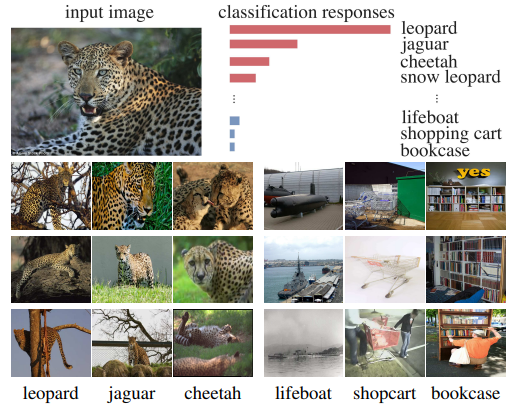 input image
classification responses
leopard
jaguar
cheetah
snow leopard
...
...
lifeboat
shopping cart
bookcase
yes
leopard jaguar cheetah lifeboat shopcart bookcase